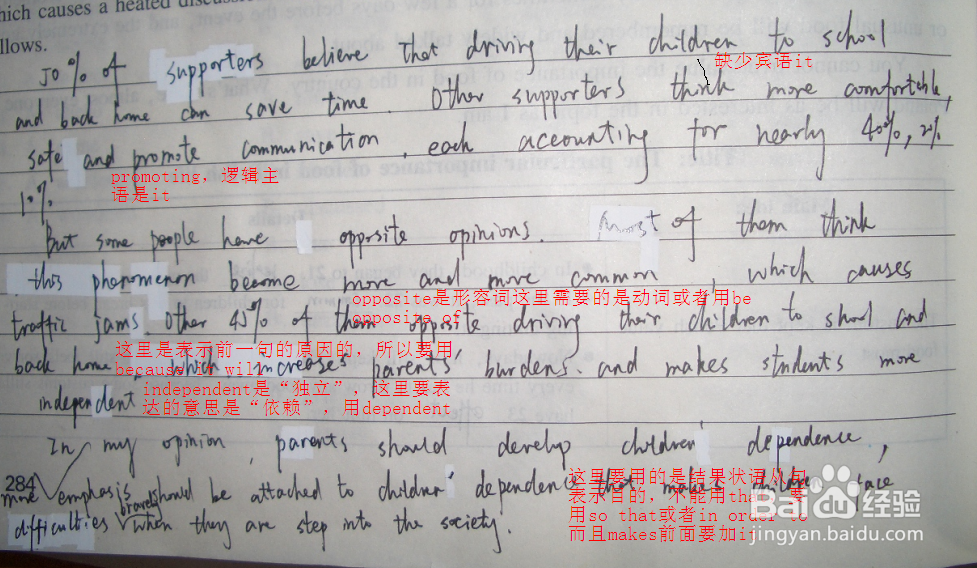 hich causes a heated discuss
llows.
50% of supporters believe that driving their children to school
缺少宾语it
and back home can save time. Other supporters think more comfortable,
safe and promote communication, each accounting for nearly 40%, 21%
promoting,逻辑主
语是it
10%.
But some people have opposite opinions. most of them think
this phenomenon become more and more common, which causes
opposite是形容词这里需要的是动词或者用be
opposite of
traffic jams. Other 45% of them opposite driving their children to shool and
这里是表示前一句的原因的，所以要用，
because it will
back home, which increases parents' burdens. and makes students more
independent是“独立”，这里要表
达的意思是“依赖”，用dependent
independent
In my opinion, parents should develop children' dependence,
284
more emphasis should be attached to children' dependence that makes children face
这里要用的是结果状语从句
表示目的，不能用that，要
用so that或者in order to
而且makes前面要加it
bravely
difficulties when they are step into the society.
Baidu 经验
jingyan.baidu.com